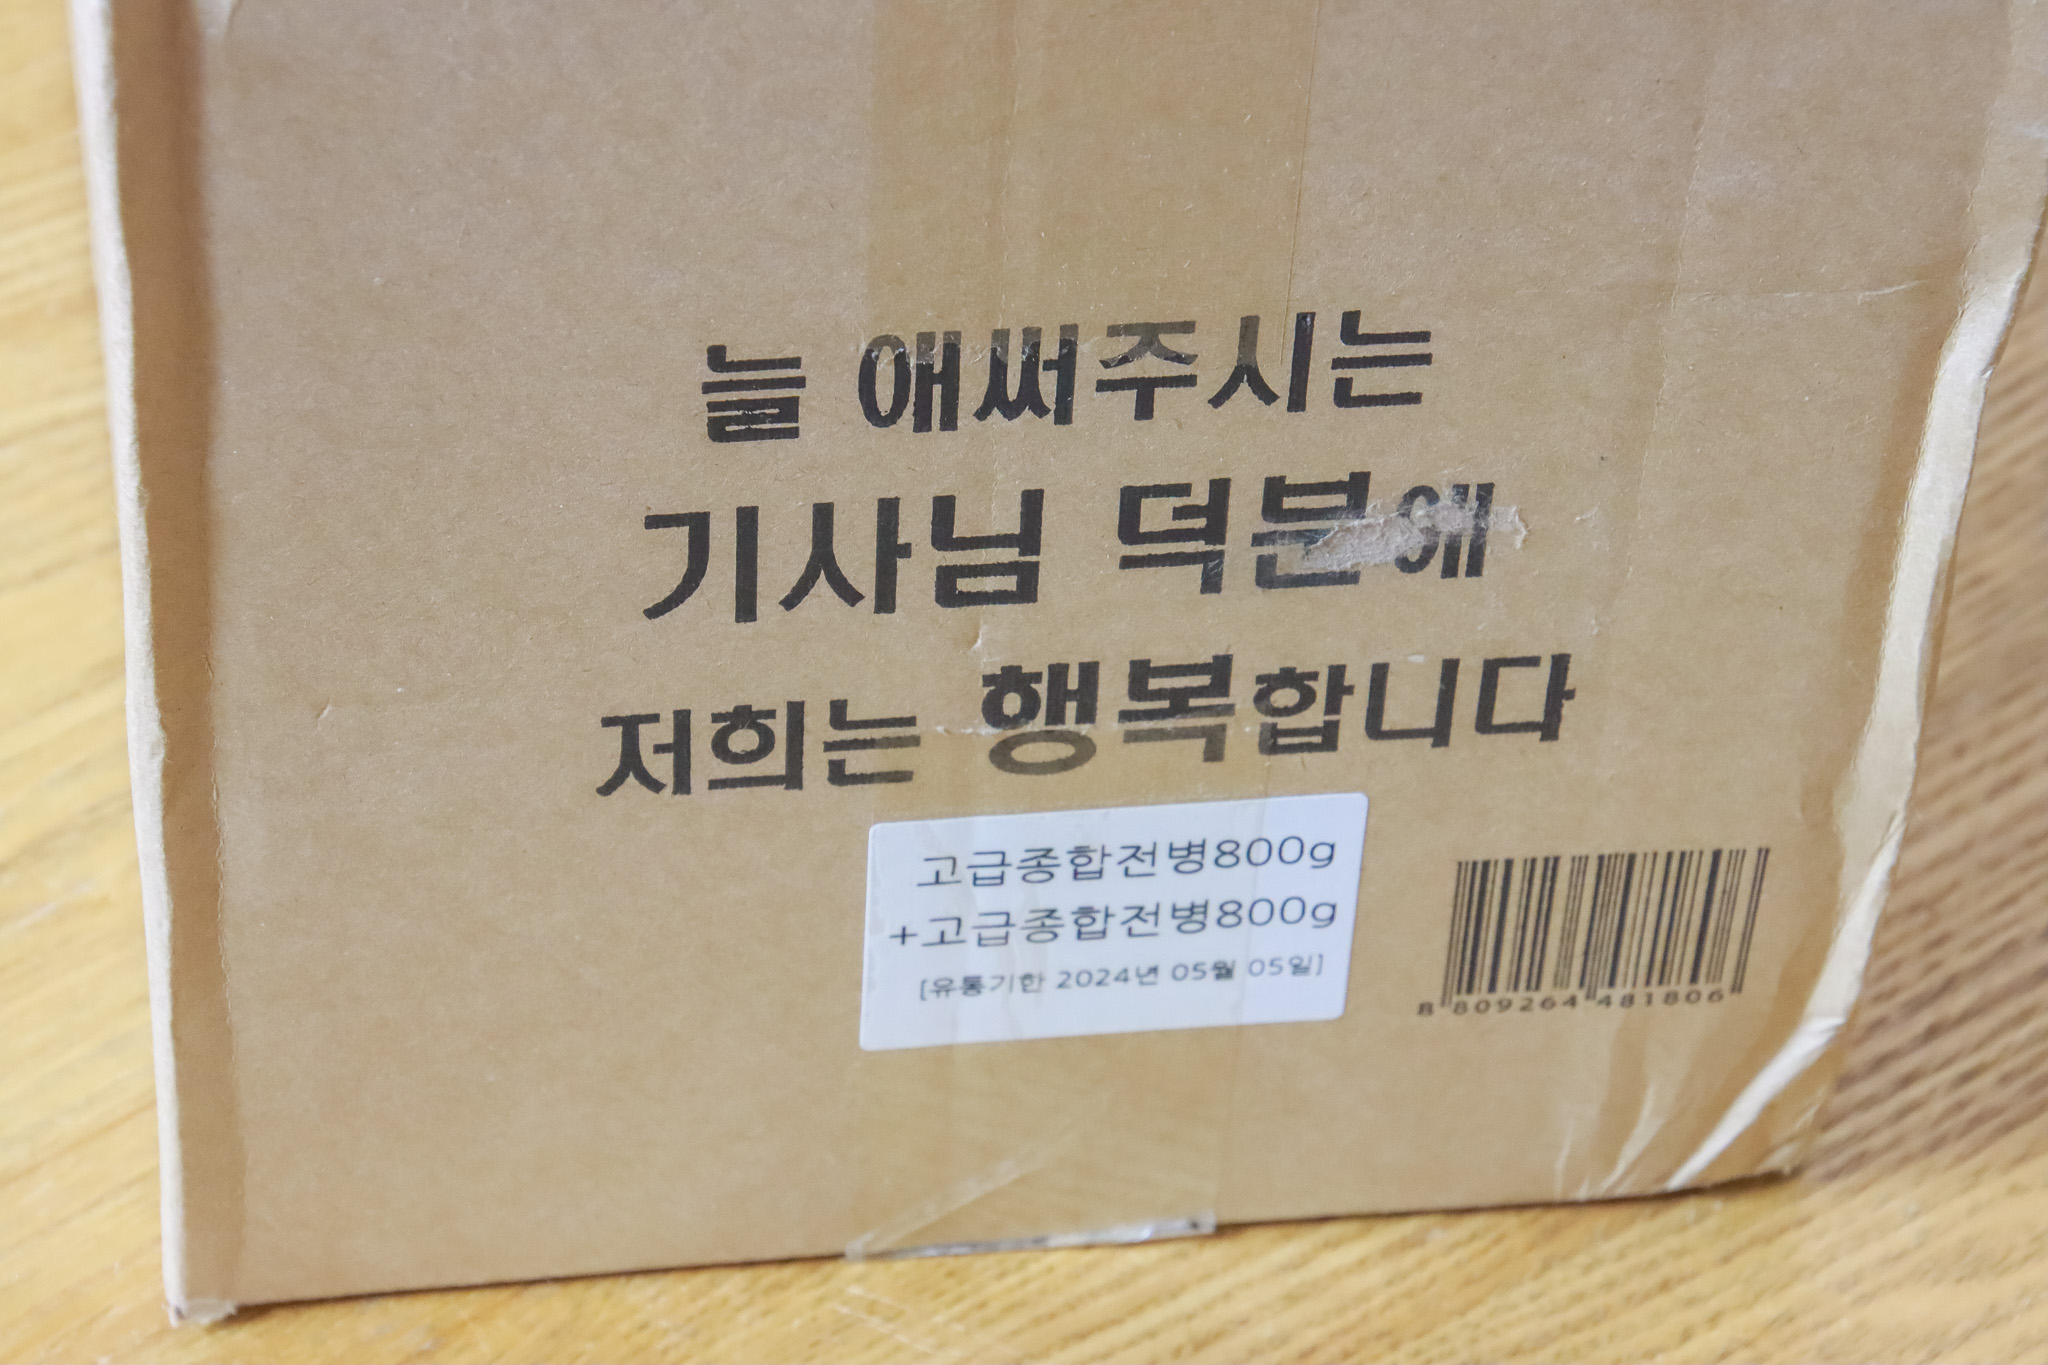 늘 애써주시는
기사님 덕분에
저희는 행복합니다
고급종합전병800g
+고급종합전병800g
[유통기한 2024년 05월 05일]
8 809264 481806